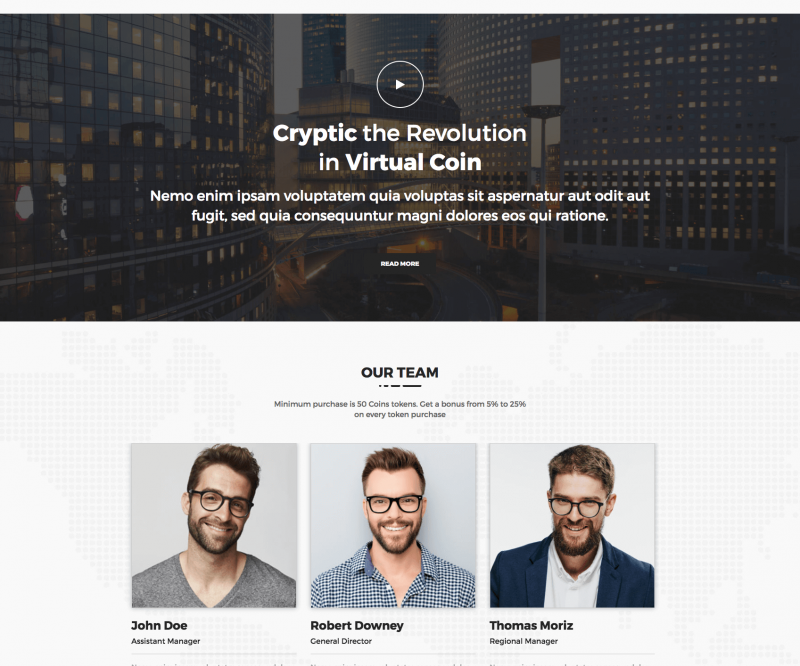 Cryptic the Revolution
in Virtual Coin
Nemo enim ipsam voluptatem quia voluptas sit aspernatur aut odit aut
fugit, sed quia consequuntur magni dolores eos qui ratione.
READ MORE
OUR TEAM
Minimum purchase is 50 Coins tokens. Get a bonus from 5% to 25%
on every token purchase
John Doe
Assistant Manager
Robert Downey
General Director
Thomas Moriz
Regional Manager